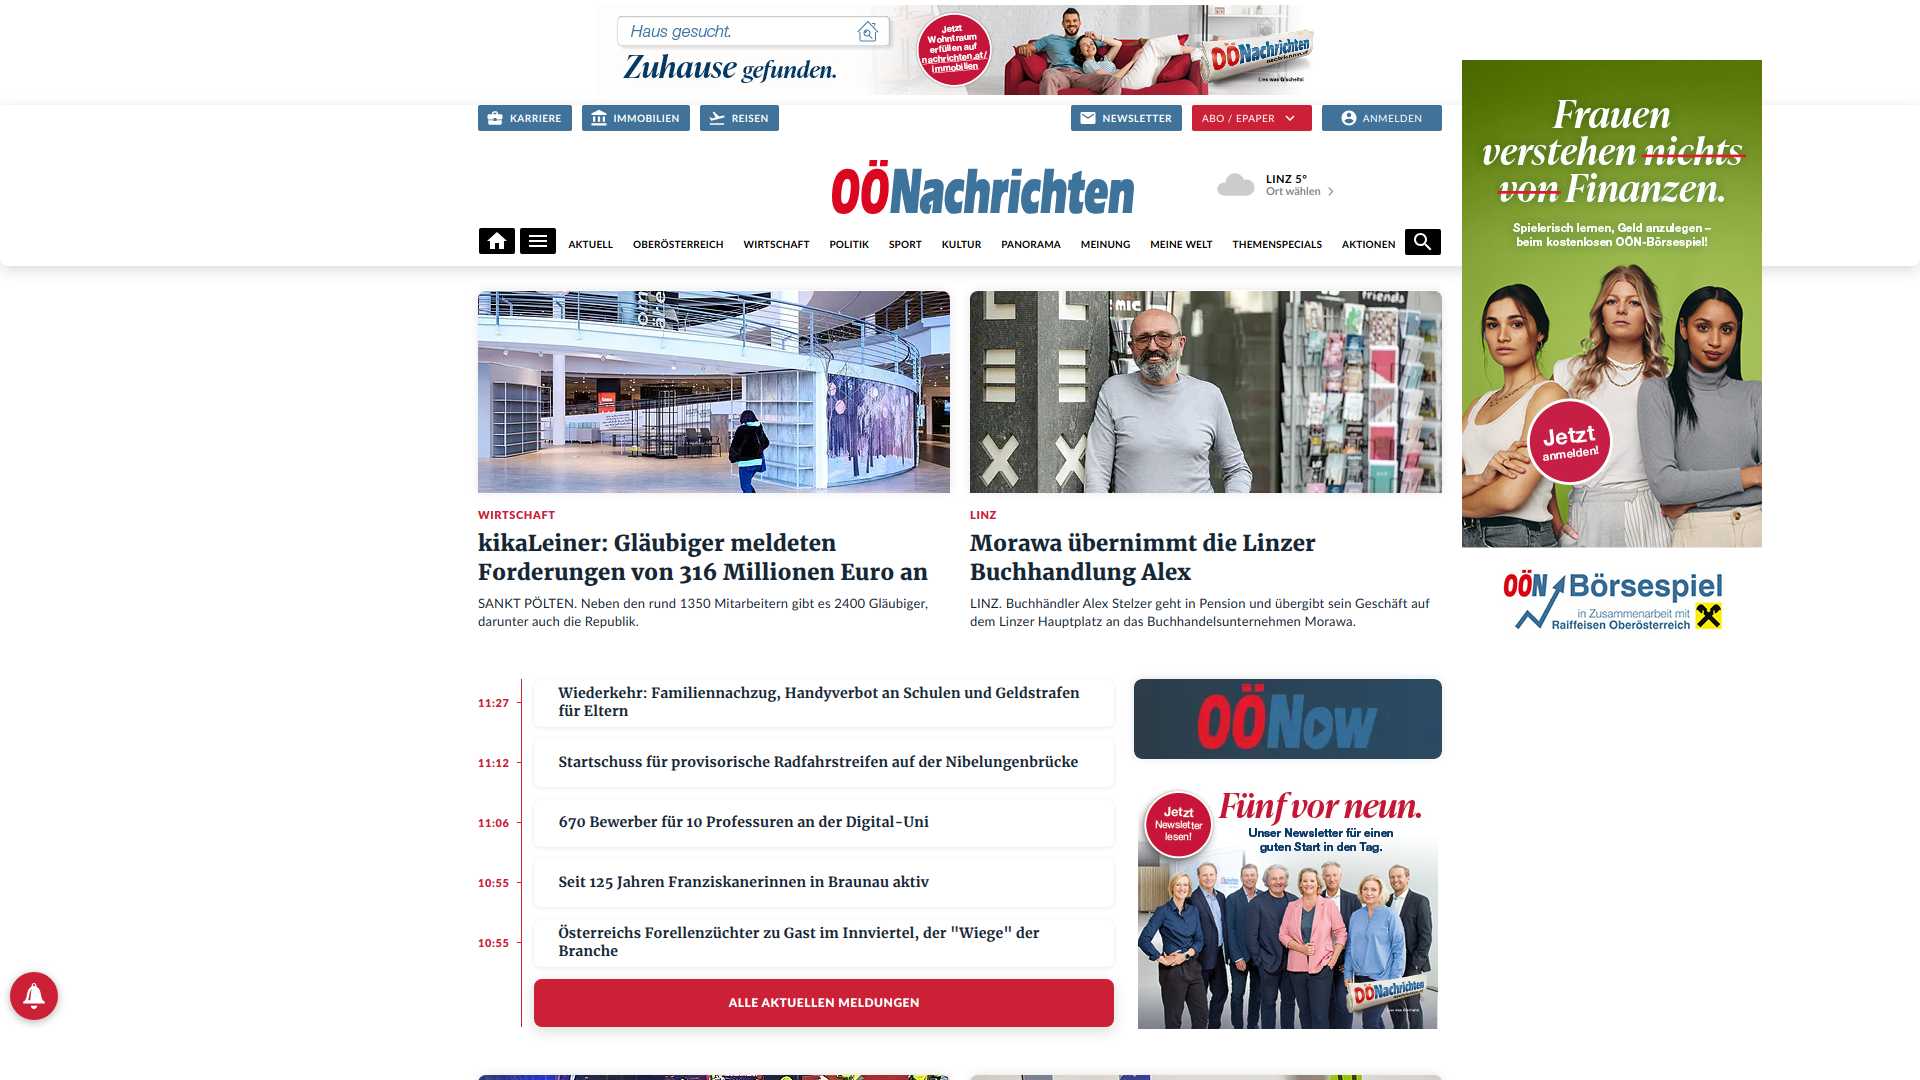 Haus gesucht.
Zuhause gefunden.
Jetzt
Wohntraum
erfüllen auf
nachrichten.at/
immobilien
OÖNachrichten
Lies was G'scheits!
KARRIERE
IMMOBILIEN
REISEN
NEWSLETTER
ABO / EPAPER
ANMELDEN
OÖNachrichten
LINZ 5°
Ort wählen
AKTUELL
OBERÖSTERREICH
WIRTSCHAFT
POLITIK
SPORT
KULTUR
PANORAMA
MEINUNG
MEINE WELT
THEMENSPECIALS
AKTIONEN
Frauen
verstehen nichts
von Finanzen.
Spielerisch lernen, Geld anzulegen –
beim kostenlosen OÖN-Börsespiel!
Jetzt
anmelden!
OÖN Börsespiel
in Zusammenarbeit mit
Raiffeisen Oberösterreich
MIC
friends
WIRTSCHAFT
kikaLeiner: Gläubiger meldeten
Forderungen von 316 Millionen Euro an
SANKT PÖLTEN. Neben den rund 1350 Mitarbeitern gibt es 2400 Gläubiger,
darunter auch die Republik.
LINZ
Morawa übernimmt die Linzer
Buchhandlung Alex
LINZ. Buchhändler Alex Stelzer geht in Pension und übergibt sein Geschäft auf
dem Linzer Hauptplatz an das Buchhandelsunternehmen Morawa.
11:27
Wiederkehr: Familiennachzug, Handyverbot an Schulen und Geldstrafen
für Eltern
11:12
Startschuss für provisorische Radfahrstreifen auf der Nibelungenbrücke
11:06
670 Bewerber für 10 Professuren an der Digital-Uni
10:55
Seit 125 Jahren Franziskanerinnen in Braunau aktiv
10:55
Österreichs Forellenzüchter zu Gast im Innviertel, der "Wiege" der
Branche
ALLE AKTUELLEN MELDUNGEN
OÖNow
Jetzt
Newsletter
lesen!
Fünf vor neun.
Unser Newsletter für einen
guten Start in den Tag.
OÖNachrichten